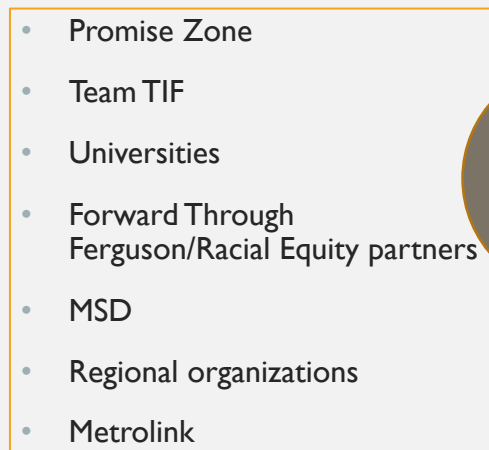 • Promise Zone
• Team TIF
• Universities
• Forward Through
Ferguson/Racial Equity partners
• MSD
• Regional organizations
• Metrolink